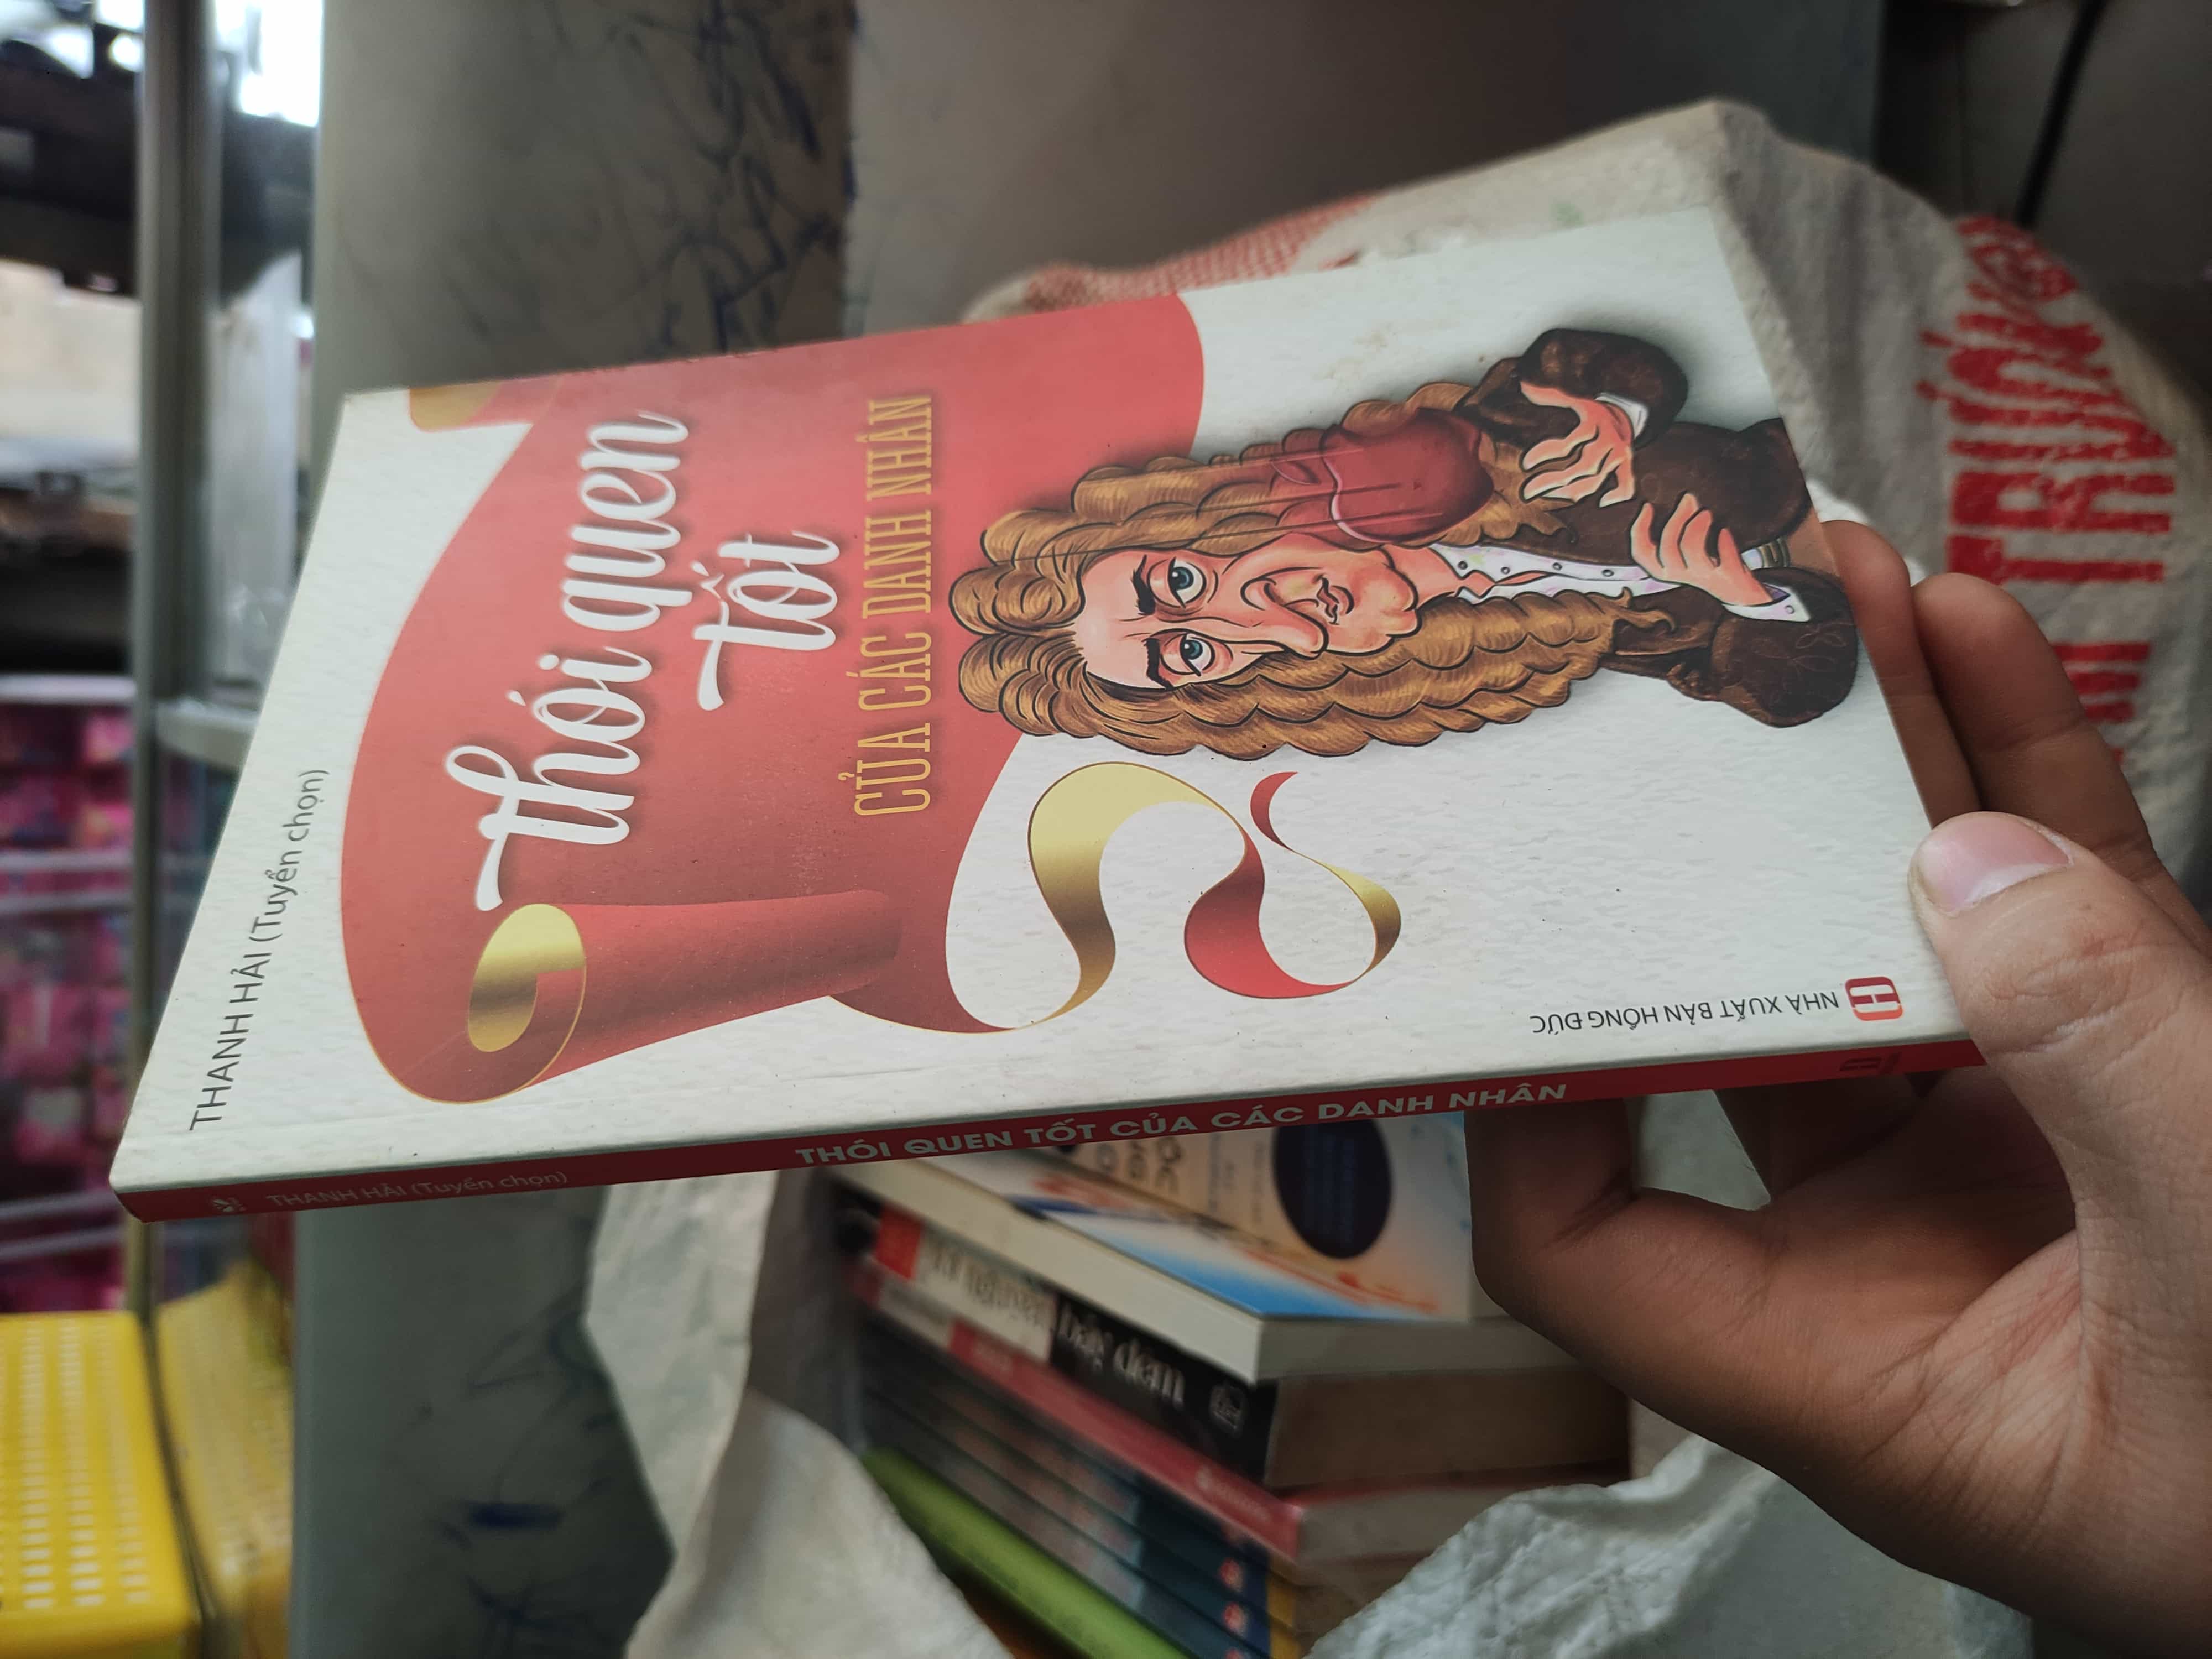 THANH HẢI (Tuyển chọn)
Thói quen
tốt
CỦA CÁC DANH NHÂN
NHÀ XUẤT BẢN HỒNG ĐỨC
THANH HẢI (Tuyển chọn)
THÓI QUEN TỐT CỦA CÁC DANH NHÂN
bảy đêm